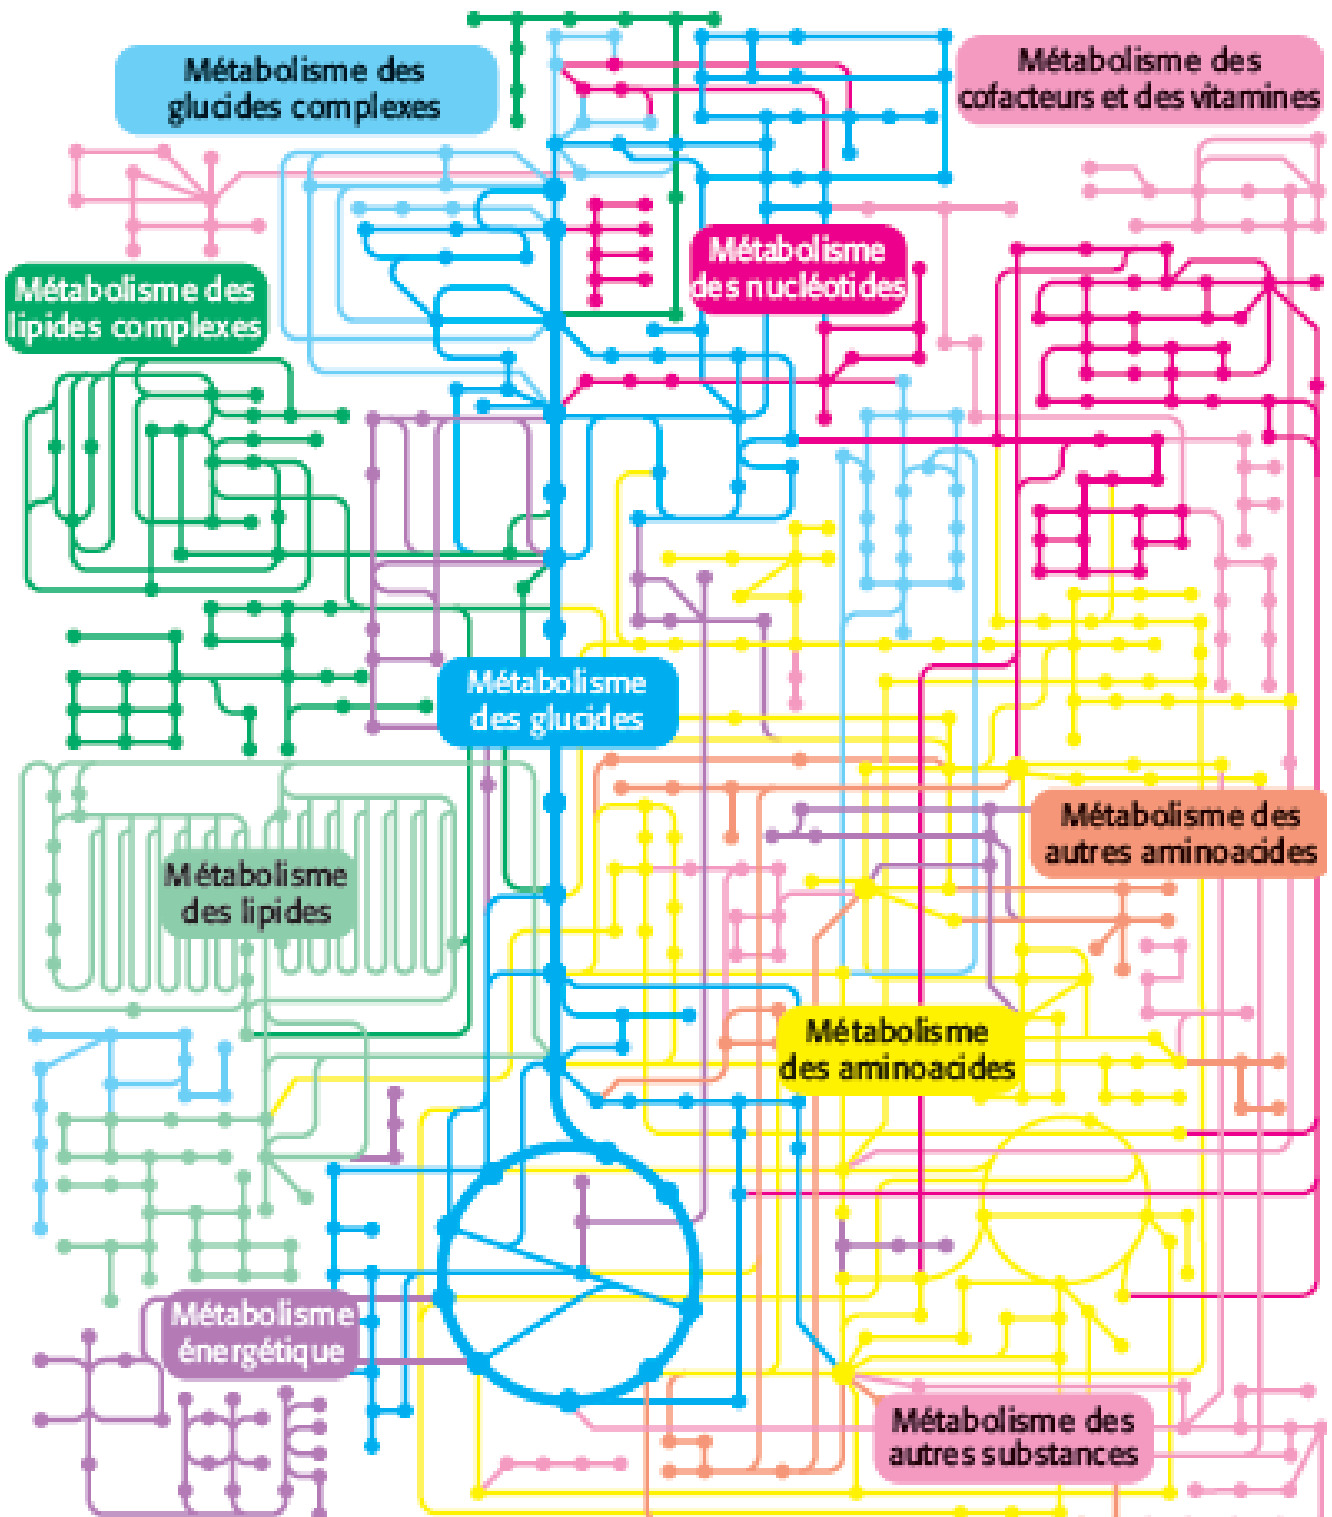 Métabolisme des
glucides complexes
Métabolisme des
cofacteurs et des vitamines
Métabolisme
des nucléotides
Métabolisme des
lipides complexes
Métabolisme
des glucides
Métabolisme des
autres aminoacides
Métabolisme
des lipides
Métabolisme
des aminoacides
Métabolisme
énergétique
Métabolisme des
autres substances